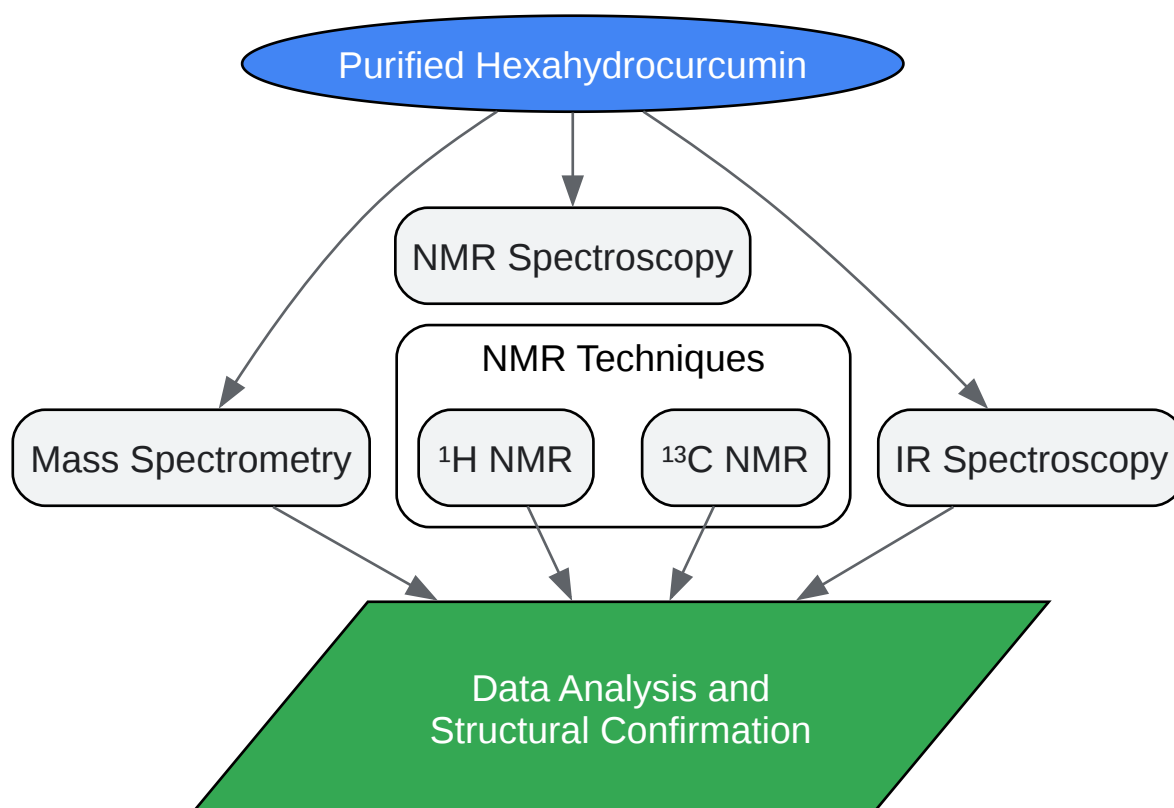 Purified Hexahydrocurcumin
NMR Spectroscopy
NMR Techniques
Mass Spectrometry
¹H NMR
¹³C NMR
IR Spectroscopy
Data Analysis and
Structural Confirmation